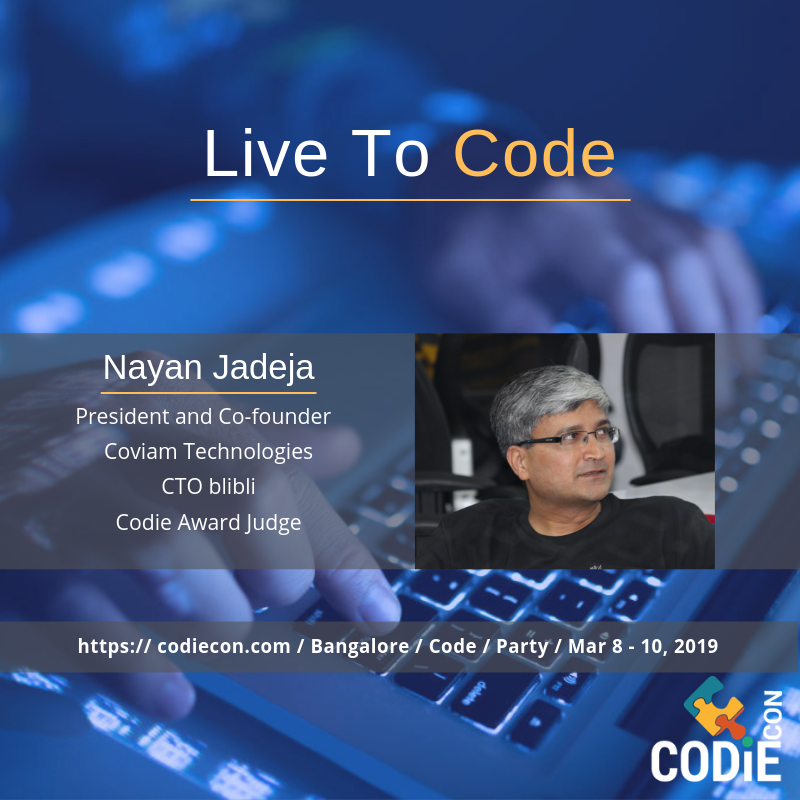 Live To Code
Nayan Jadeja
President and Co-founder
Coviam Technologies
CTO blibli
Codie Award Judge
https:// codiecon.com / Bangalore / Code / Party / Mar 8 - 10, 2019
delete
CODiE
CON